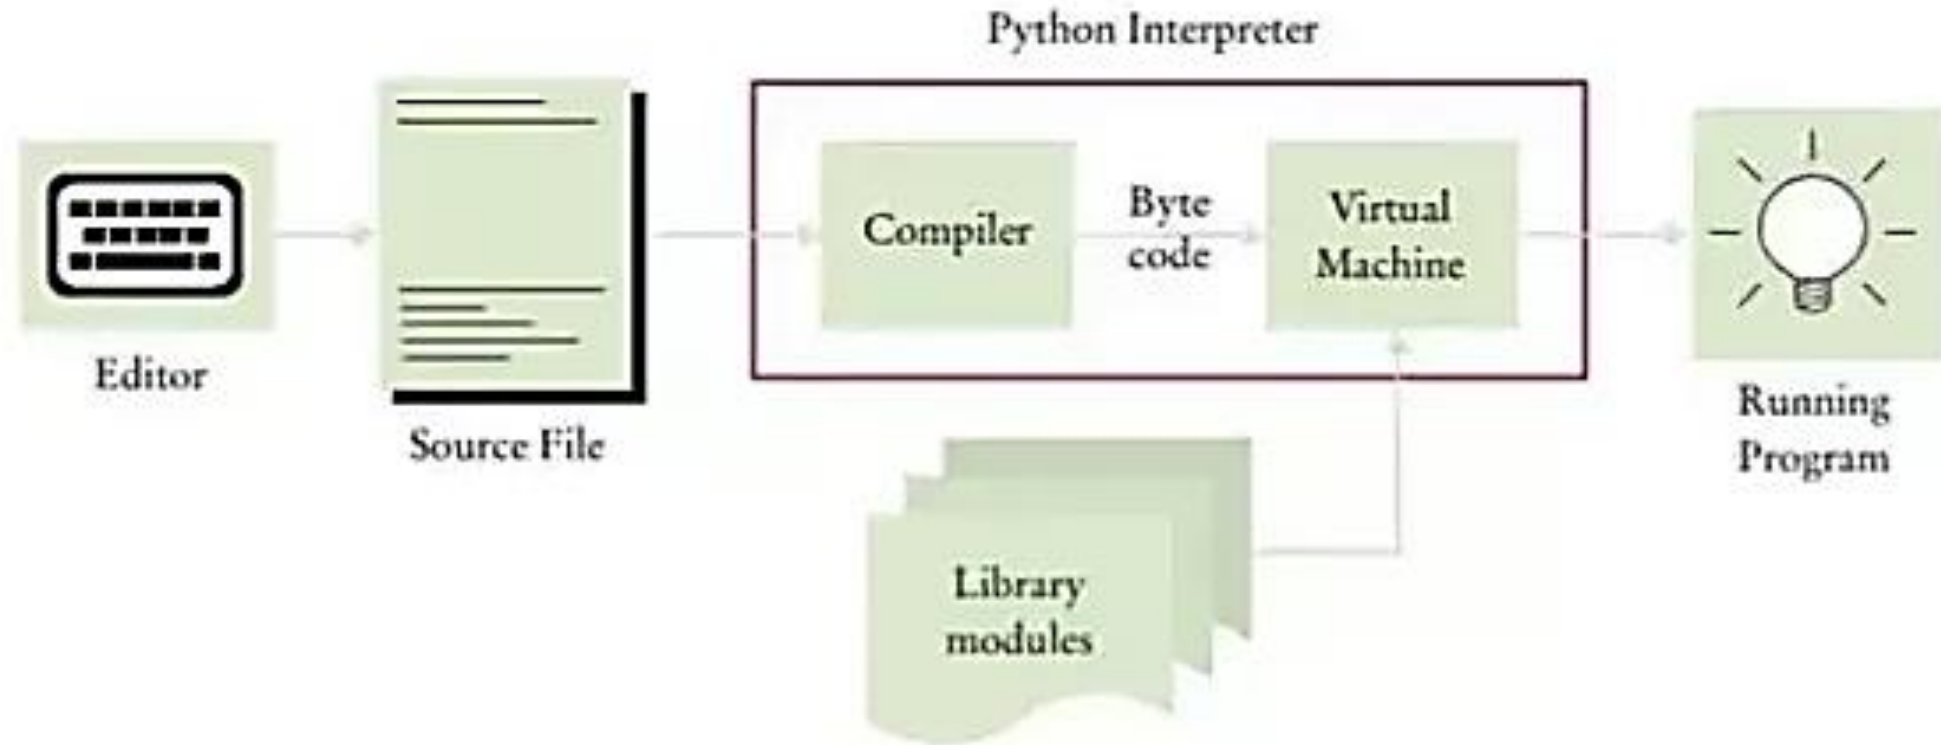 Python Interpreter
Editor
Source File
Compiler
Byte
code
Virtual
Machine
Running
Program
Library
modules